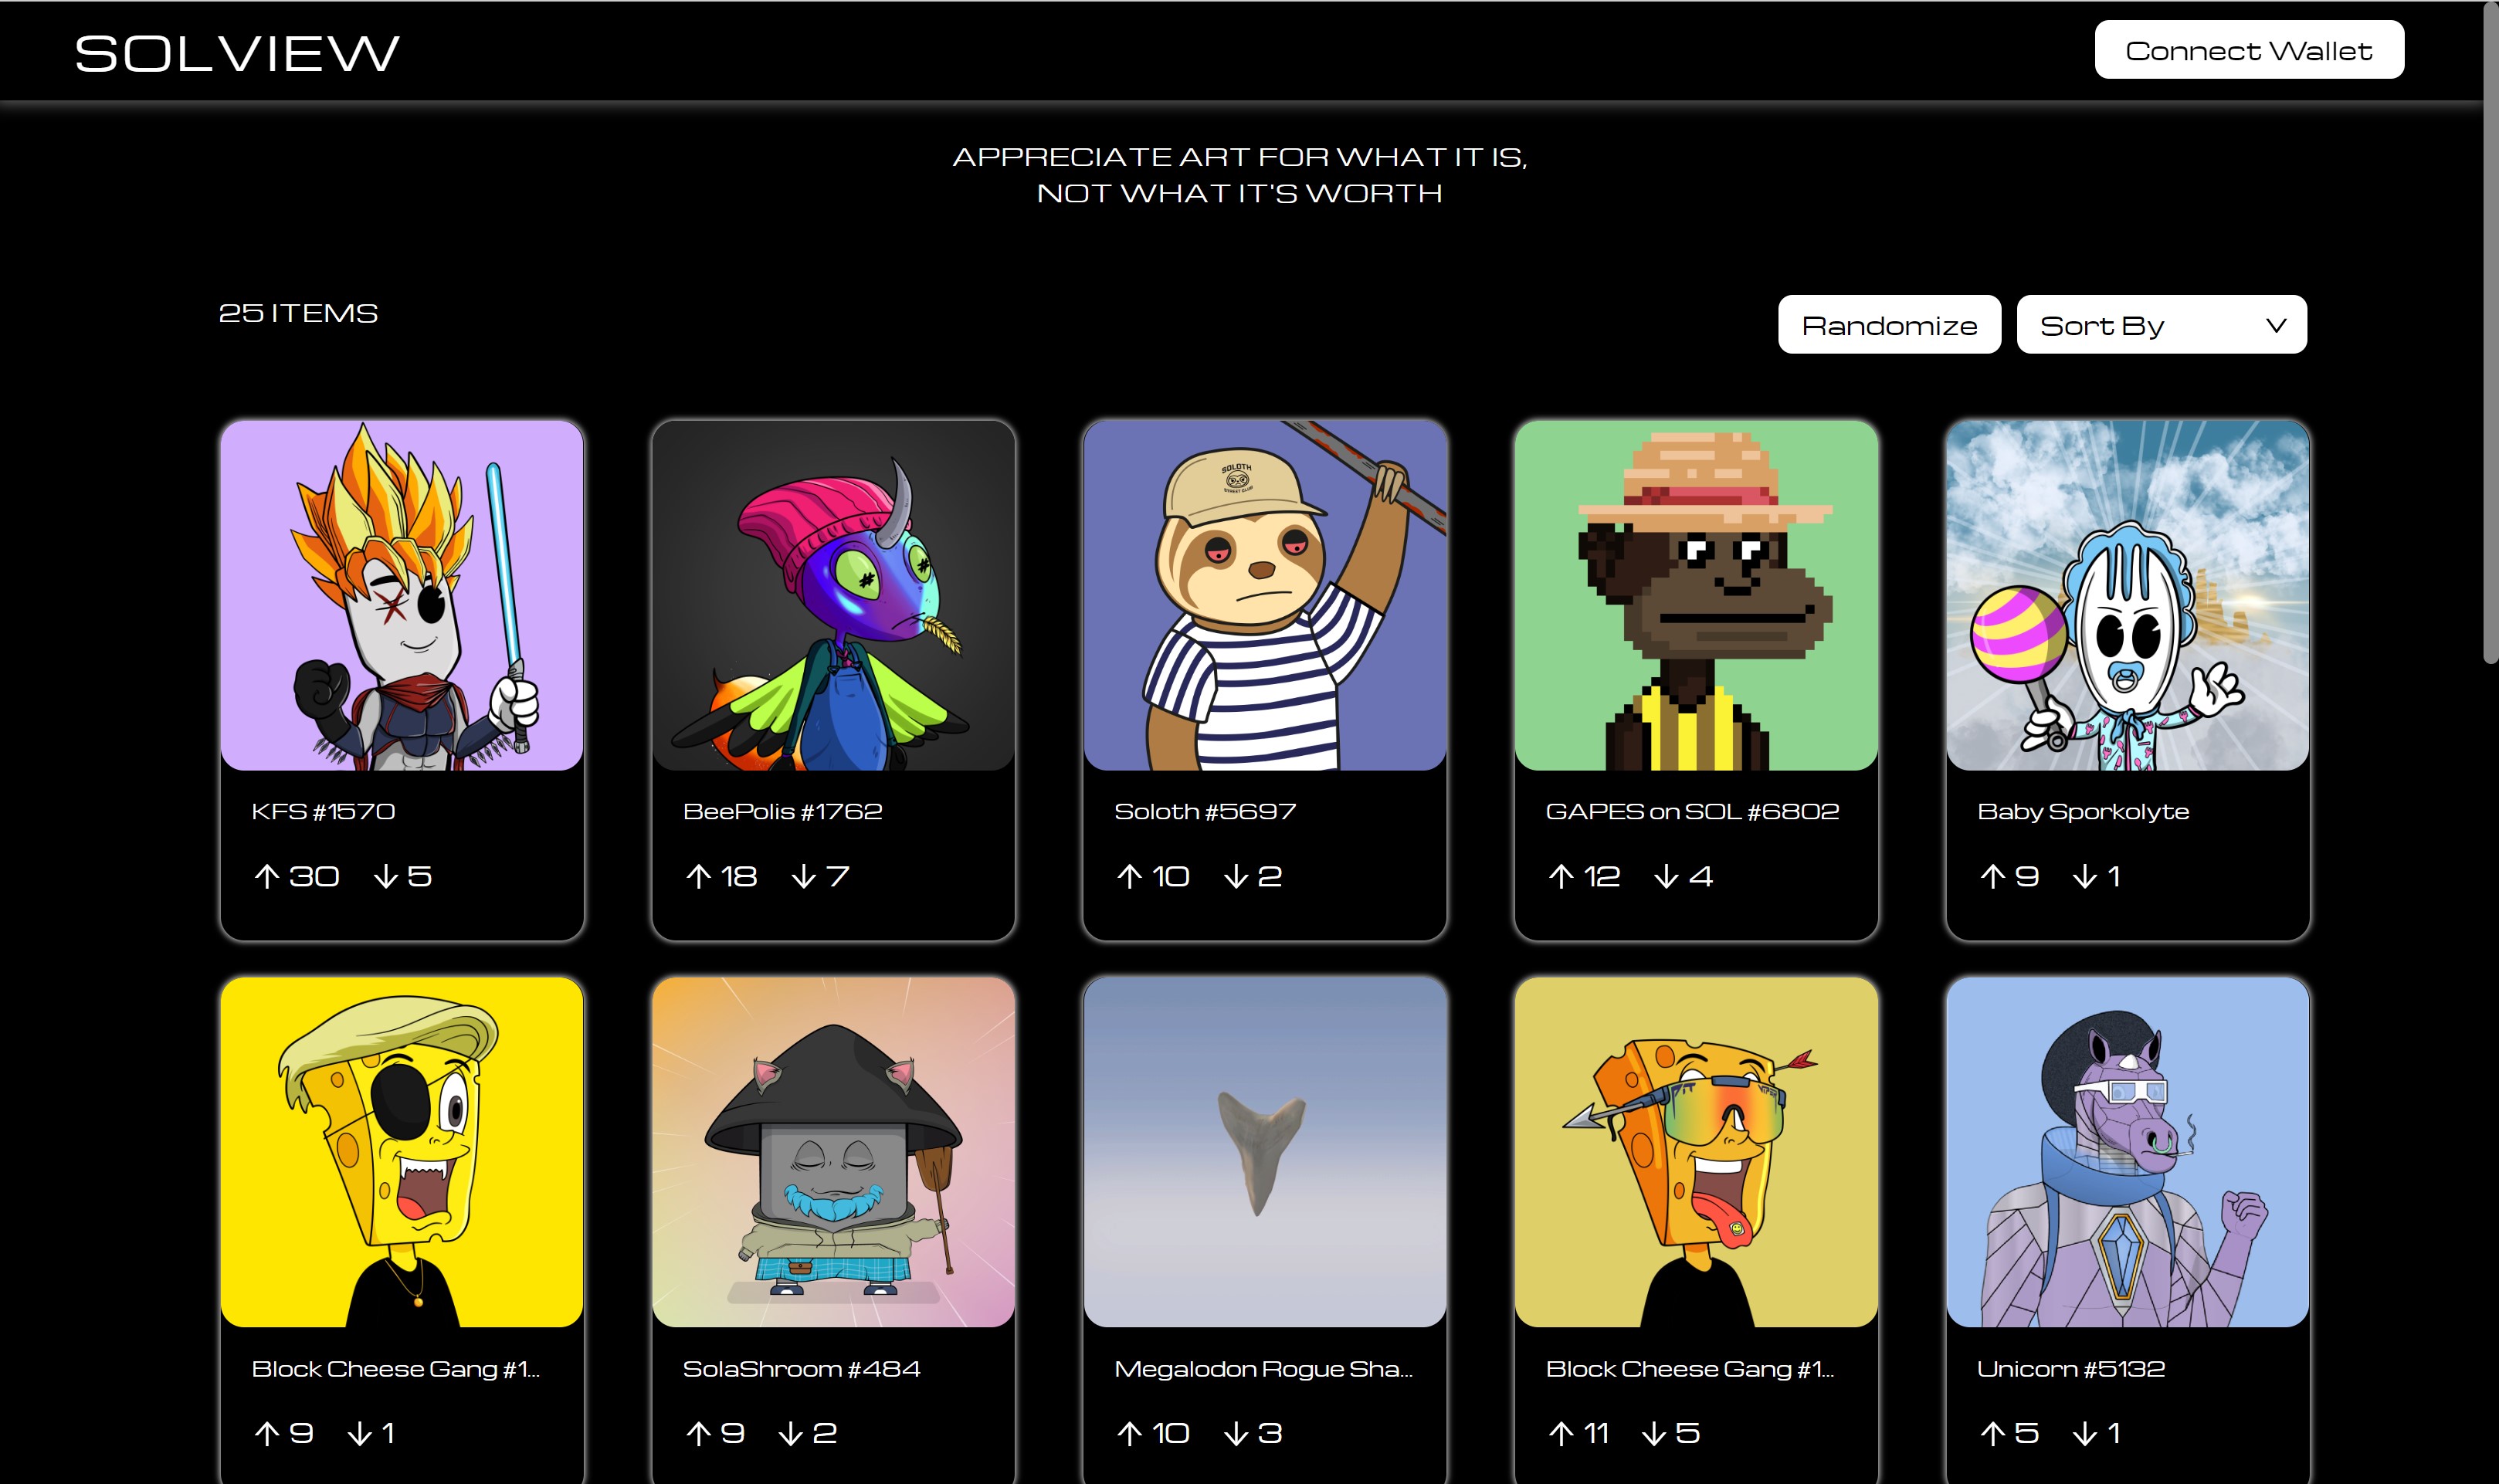 SOLVIEW
Connect Wallet
APPRECIATE ART FOR WHAT IT IS,
NOT WHAT IT'S WORTH
25 ITEMS
Randomize
Sort By
SOLOTH
KFS #1570
BeePolis #1762
Soloth #5697
GAPES on SOL #6802
Baby Sporkolyte
↑ 30 ↓ 5
↑ 18 ↓ 7
↑ 10 ↓ 2
↑ 12 ↓ 4
↑ 9 ↓ 1
Block Cheese Gang #1...
SolaShroom #484
Megalodon Rogue Sha...
Block Cheese Gang #1...
Unicorn #5132
↑ 9 ↓ 1
↑ 9 ↓ 2
↑ 10 ↓ 3
↑ 11 ↓ 5
↑ 5 ↓ 1